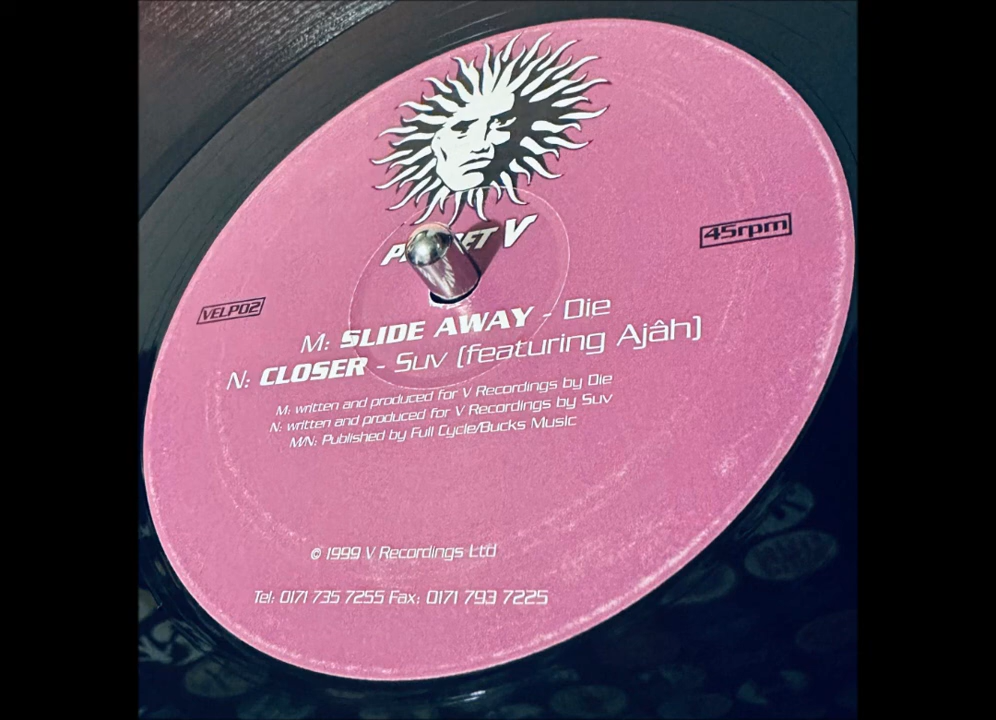 PLANET V
45rpm
VELP02
M: SLIDE AWAY - Die
N: CLOSER - Suv (featuring Ajâh)
M: written and produced for V Recordings by Die
N: written and produced for V Recordings by Suv
M/N: Published by Full Cycle/Bucks Music
© 1999 V Recordings Ltd
Tel: 0171 735 7255 Fax: 0171 793 7225